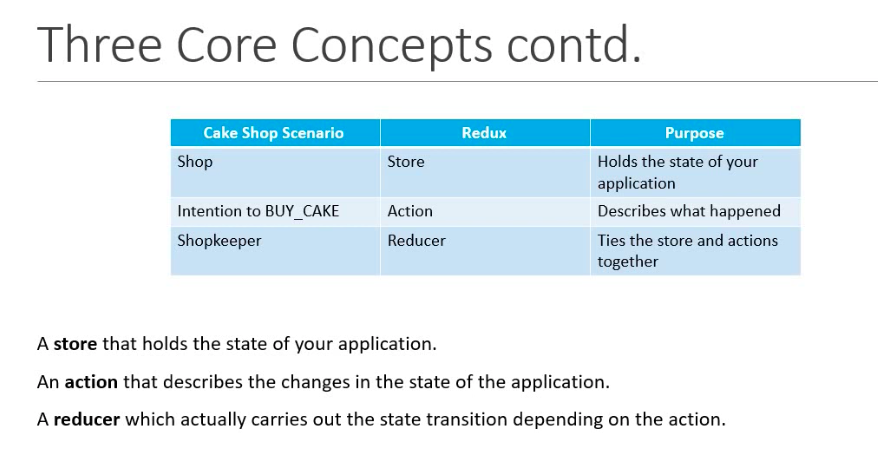 Three Core Concepts contd.
Cake Shop Scenario Redux Purpose
Shop Store Holds the state of your
application
Intention to BUY_CAKE Action Describes what happened
Shopkeeper Reducer Ties the store and actions
together
A store that holds the state of your application.
An action that describes the changes in the state of the application.
A reducer which actually carries out the state transition depending on the action.